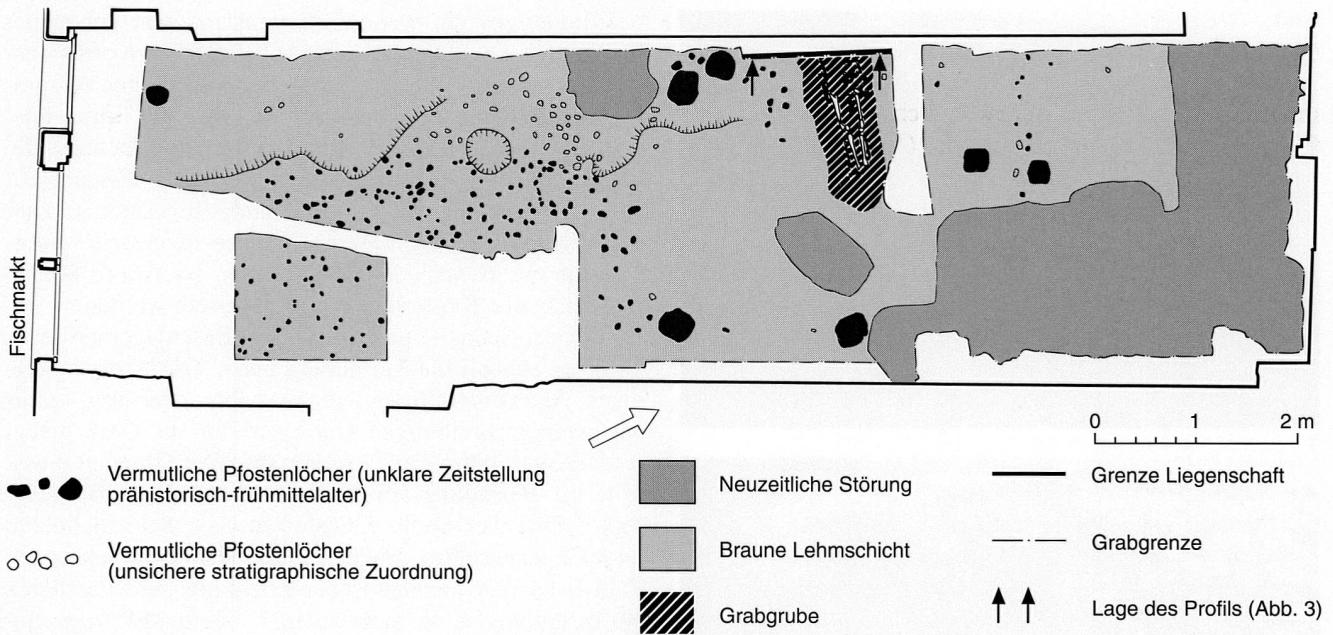 Fischmarkt
0 1 2 m
Vermutliche Pfostenlöcher (unklare Zeitstellung
prähistorisch-frühmittelalter)
Vermutliche Pfostenlöcher
(unsichere stratigraphische Zuordnung)
Neuzeitliche Störung
Braune Lehmschicht
Grabgrube
Grenze Liegenschaft
Grabgrenze
Lage des Profils (Abb. 3)